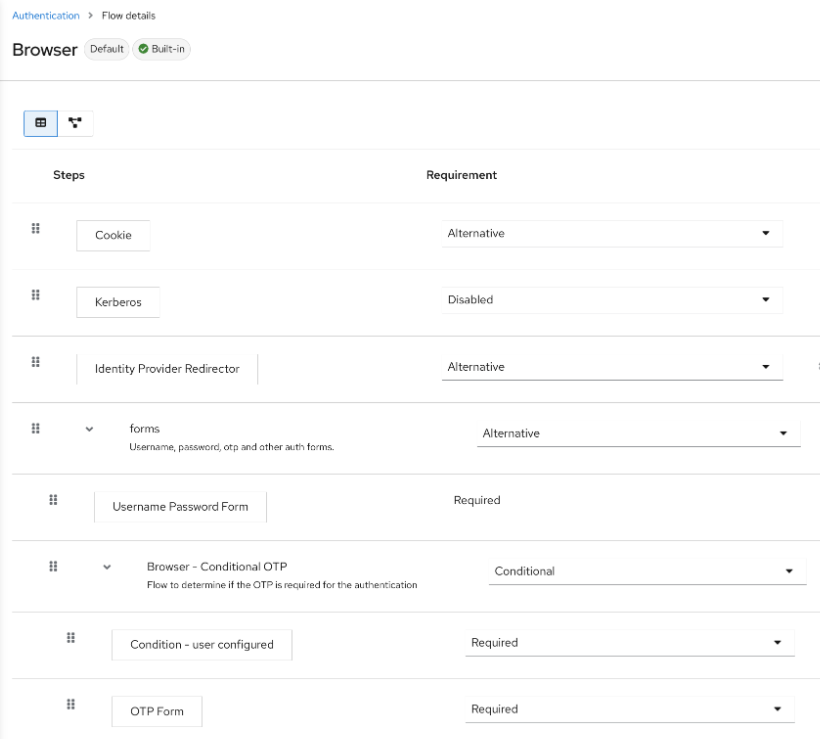 Authentication > Flow details
Browser Default Built-in
Steps Requirement
Cookie Alternative
Kerberos Disabled
Identity Provider Redirector Alternative
forms
Username, password, otp and other auth forms.
Alternative
Username Password Form Required
Browser - Conditional OTP
Flow to determine if the OTP is required for the authentication
Conditional
Condition - user configured Required
OTP Form Required